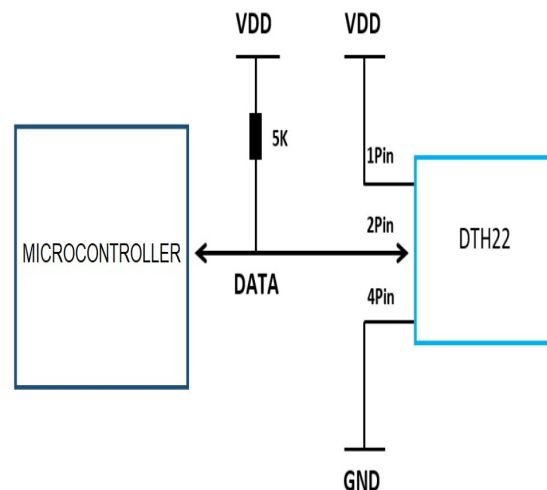 VDD
VDD
5K
1Pin
MICROCONTROLLER
2Pin
DTH22
DATA
4Pin
GND